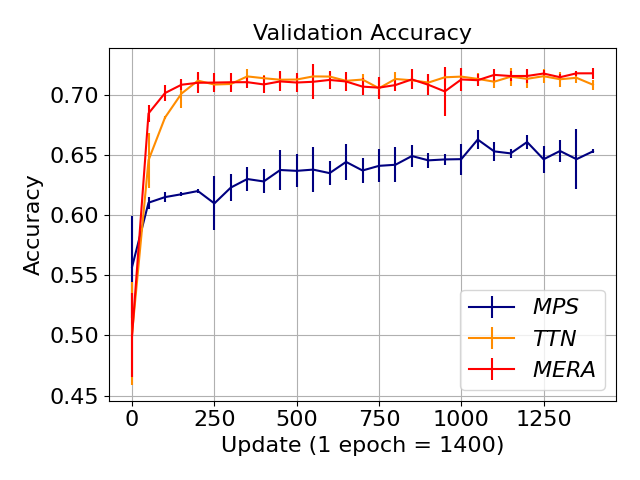 Validation Accuracy
Accuracy
0.70
0.65
0.60
0.55
0.50
0.45
MPS
TTN
MERA
0 250 500 750 1000 1250
Update (1 epoch = 1400)